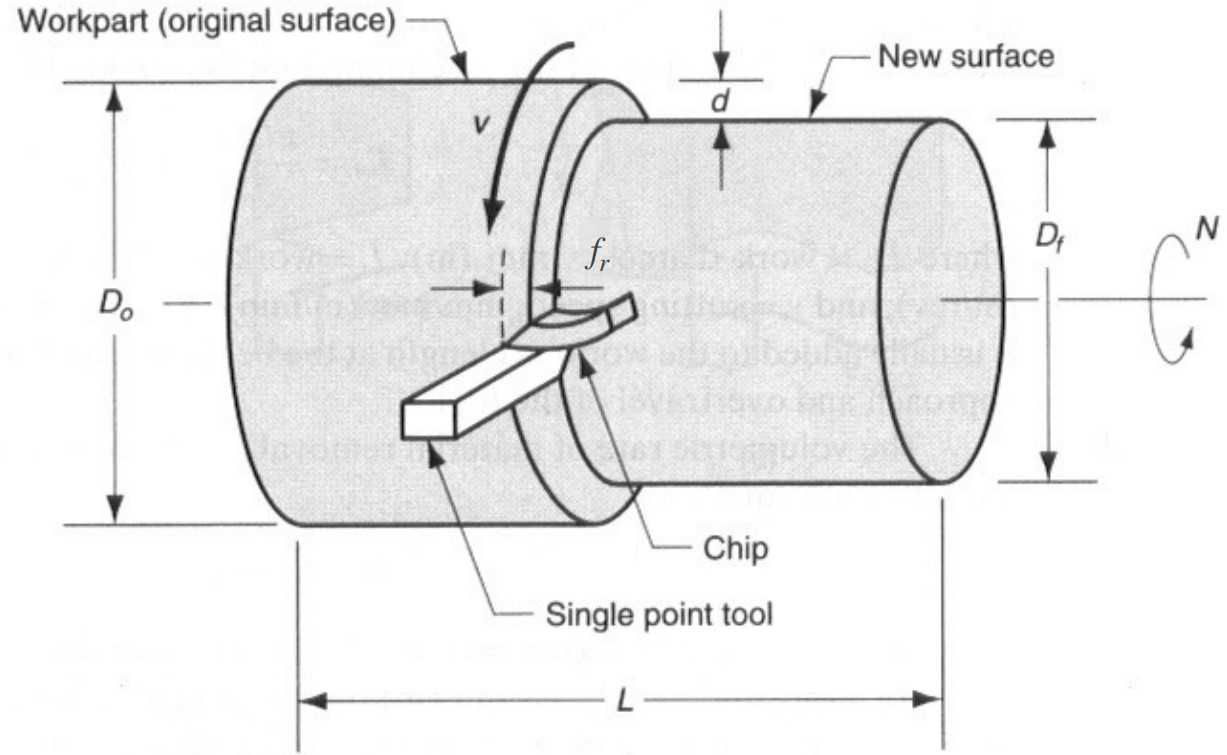 Workpart (original surface)
New surface
d
v
f_r
D_o
D_f
N
Chip
Single point tool
L